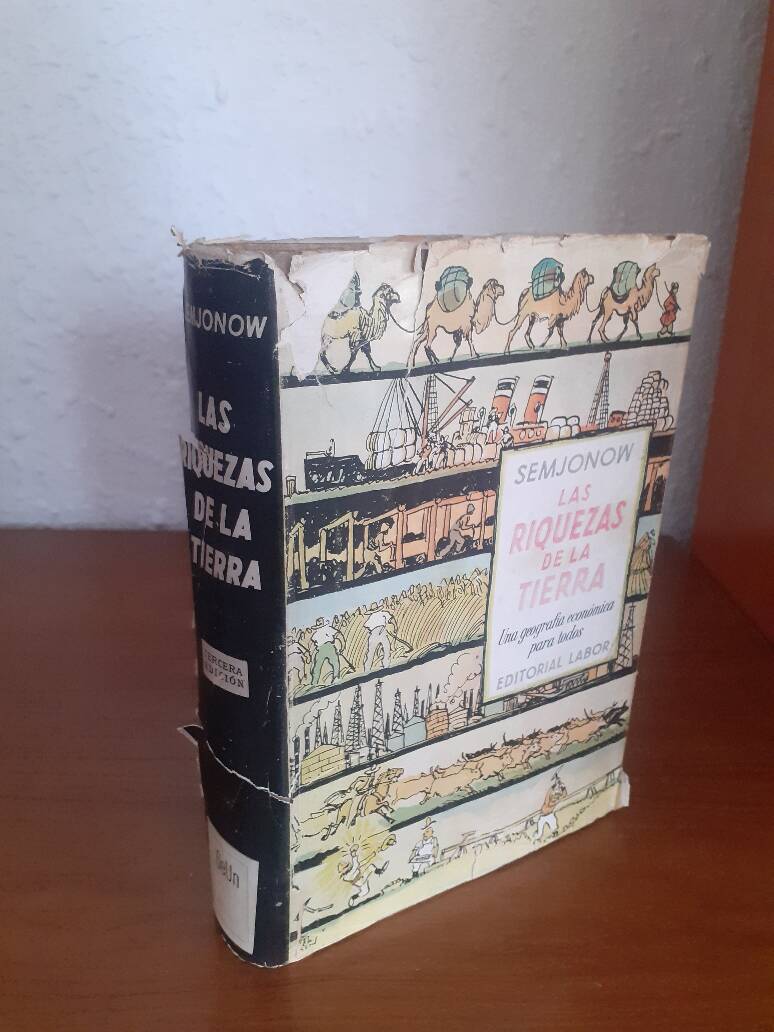 SEMJONOW
LAS
RIQUEZAS
DE LA
TIERRA
TERCERA
EDICIÓN
SEMJONOW
LAS
RIQUEZAS
DE LA
TIERRA
Una geografía económica
para todos
EDITORIAL LABOR